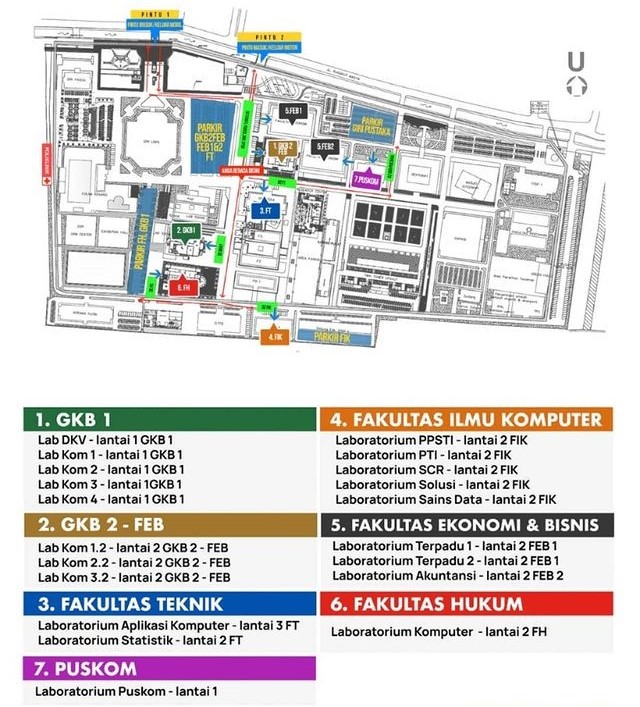 PINTU 1
PINTU MASUK/KELUAR MOBIL
PINTU 2
PINTU MASUK/KELUAR MOTOR
U
5.FEB1
PARKIR
GKB2FEB
FEB1&2
FT
PARKIR
GIRI PUSTAKA
1.GKB 2
FEB
5.FEB2
7.PUSKOM
3. FT
PARKIR FH, GKB 1
2. GKB 1
6. FH
4. FIK
PARKIR FIK
1. GKB 1
Lab DKV - lantai 1 GKB 1
Lab Kom 1 - lantai 1 GKB 1
Lab Kom 2 - lantai 1 GKB 1
Lab Kom 3 - lantai 1GKB 1
Lab Kom 4 - lantai 1 GKB 1
2. GKB 2 - FEB
Lab Kom 1.2 - lantai 2 GKB 2 - FEB
Lab Kom 2.2 - lantai 2 GKB 2 - FEB
Lab Kom 3.2 - lantai 2 GKB 2 - FEB
3. FAKULTAS TEKNIK
Laboratorium Aplikasi Komputer - lantai 3 FT
Laboratorium Statistik - lantai 2 FT
7. PUSKOM
Laboratorium Puskom - lantai 1
4. FAKULTAS ILMU KOMPUTER
Laboratorium PPSTI - lantai 2 FIK
Laboratorium PTI - lantai 2 FIK
Laboratorium SCR - lantai 2 FIK
Laboratorium Solusi - lantai 2 FIK
Laboratorium Sains Data - lantai 2 FIK
5. FAKULTAS EKONOMI & BISNIS
Laboratorium Terpadu 1 - lantai 2 FEB 1
Laboratorium Terpadu 2 - lantai 2 FEB 1
Laboratorium Akuntansi - lantai 2 FEB 2
6. FAKULTAS HUKUM
Laboratorium Komputer - lantai 2 FH